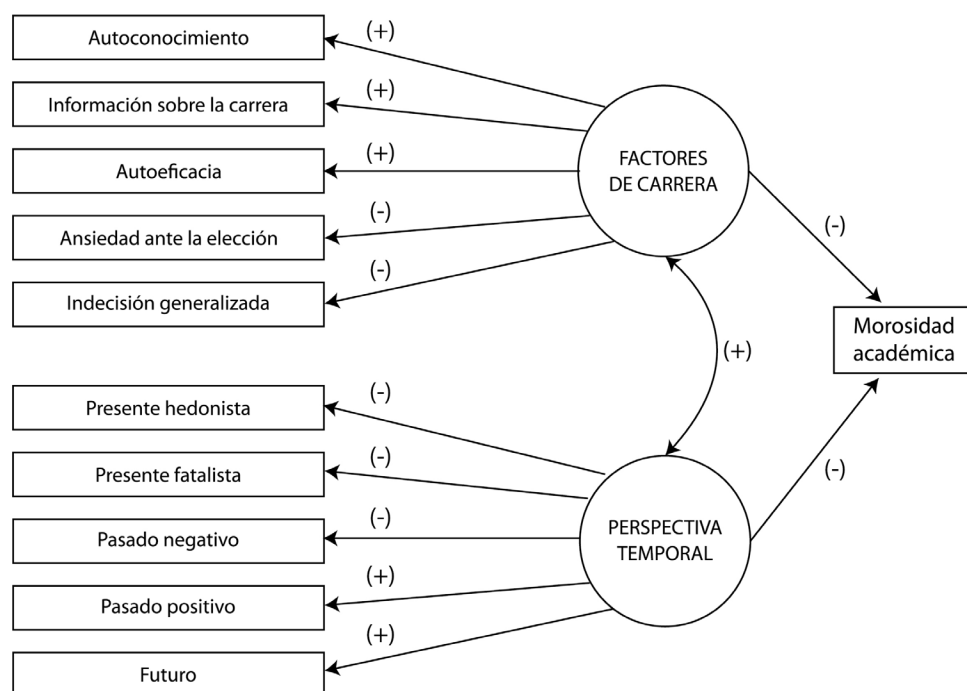 Autoconocimiento
(+)
Información sobre la carrera
(+)
Autoeficacia
(+)
Ansiedad ante la elección
(-)
Indecisión generalizada
(-)
FACTORES
DE CARRERA
(-)
(+)
Morosidad
académica
Presente hedonista
(-)
Presente fatalista
(-)
Pasado negativo
(-)
Pasado positivo
(+)
Futuro
(+)
PERSPECTIVA
TEMPORAL
(-)